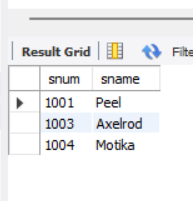 Result Grid Filte
snum sname
1001 Peel
1003 Axelrod
1004 Motika